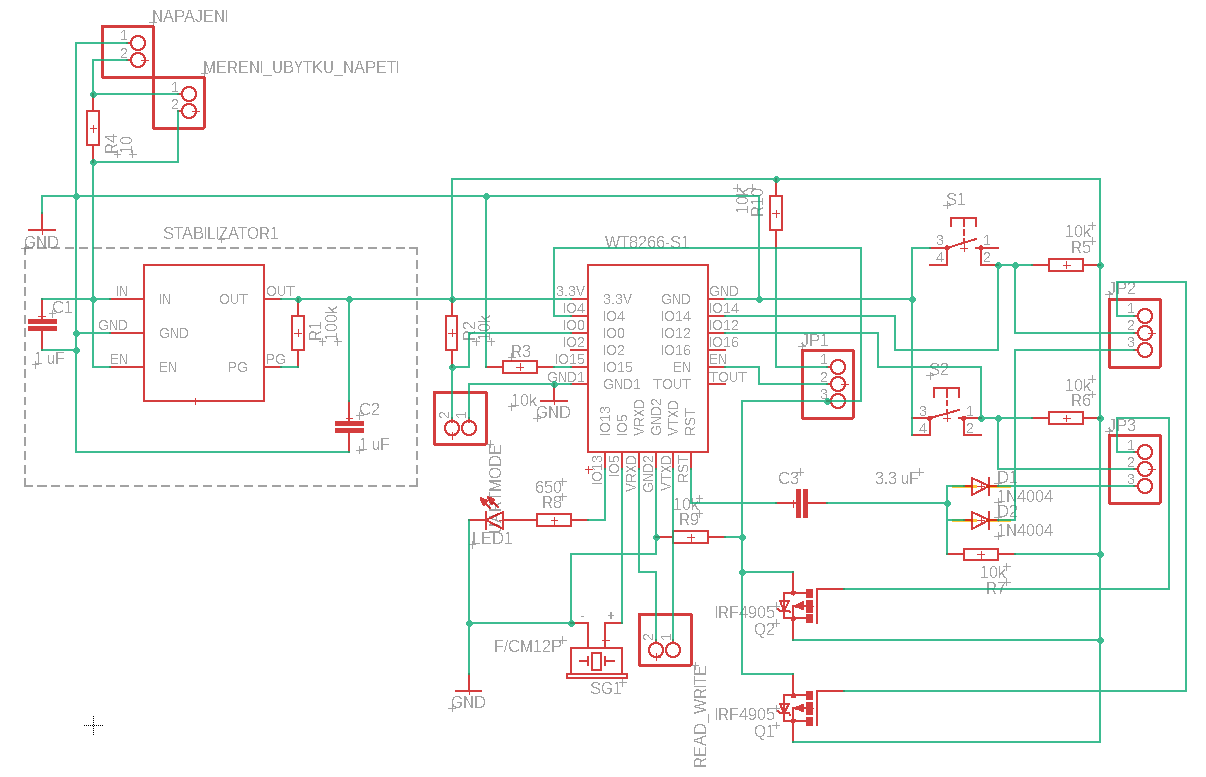 NAPAJENI
1
2
MERENI_UBYTKU_NAPETI
1
2
R4
10
GND
STABILIZATOR1
IN
IN
OUT
OUT
GND
GND
EN
EN
PG
PG
C1
1 uF
R1
100k
C2
1 uF
R2
10k
R3
10k
2
1
UARTMODE
WT8266-S1
3.3V
3.3V
IO4
IO4
IO0
IO0
IO2
IO2
IO15
IO15
GND1
GND1
GND
GND
GND
IO14
IO14
IO12
IO12
IO16
IO16
EN
EN
TOUT
TOUT
IO13
IO5
VRXD
GND2
VTXD
RST
IO13
IO5
VRXD
GND2
VTXD
RST
10k
R10
JP1
1
2
3
S1
3
4
1
2
10k
R5
JP2
1
2
3
S2
3
4
1
2
10k
R6
JP3
1
2
3
650
R8
LED1
10k
R9
C3
3.3 uF
D1
1N4004
D2
1N4004
10k
R7
IRF4905
Q2
IRF4905
Q1
-
+
F/CM12P
SG1
2
1
READ_WRITE
GND